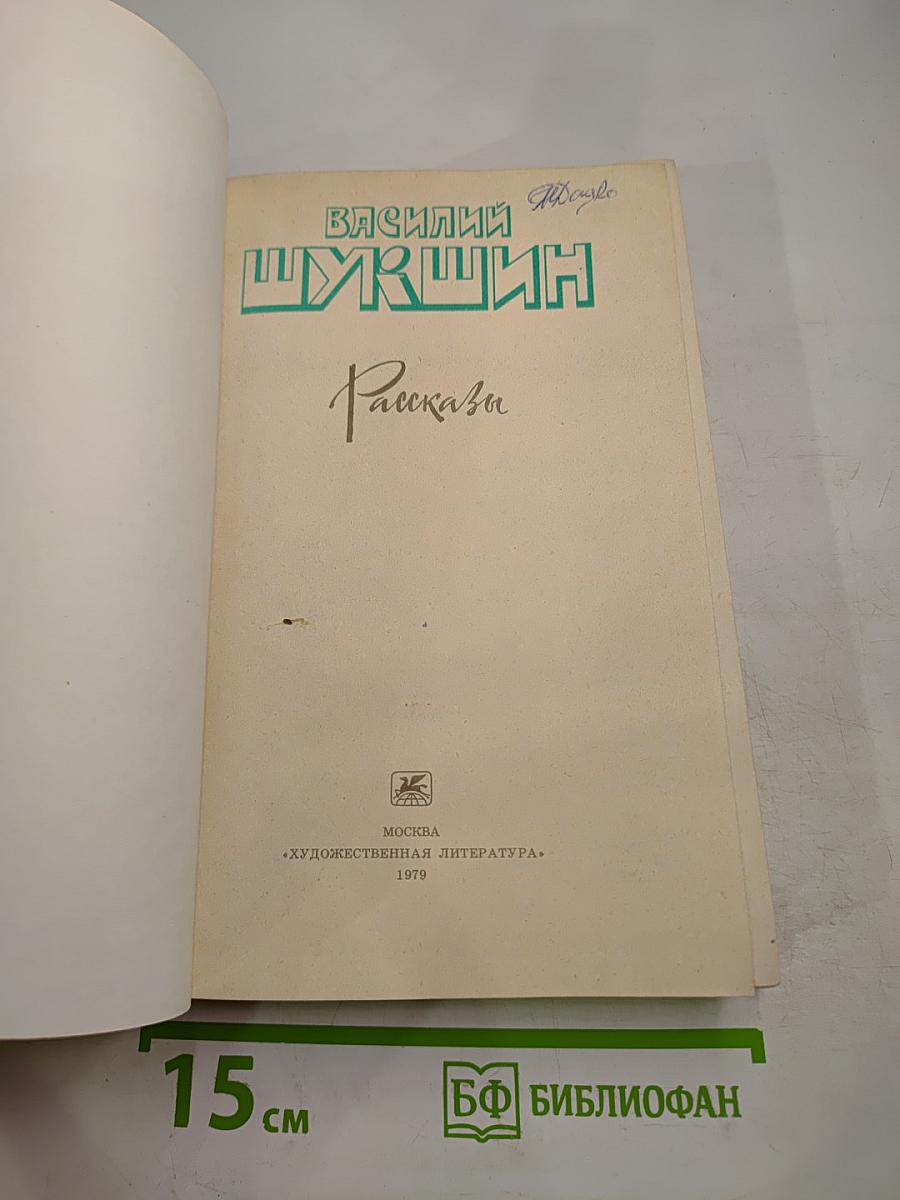 ВАСИЛИЙ
ШУКШИН
Рассказы
МОСКВА
«ХУДОЖЕСТВЕННАЯ ЛИТЕРАТУРА»
1979
15 см
БФ БИБЛИОФАН